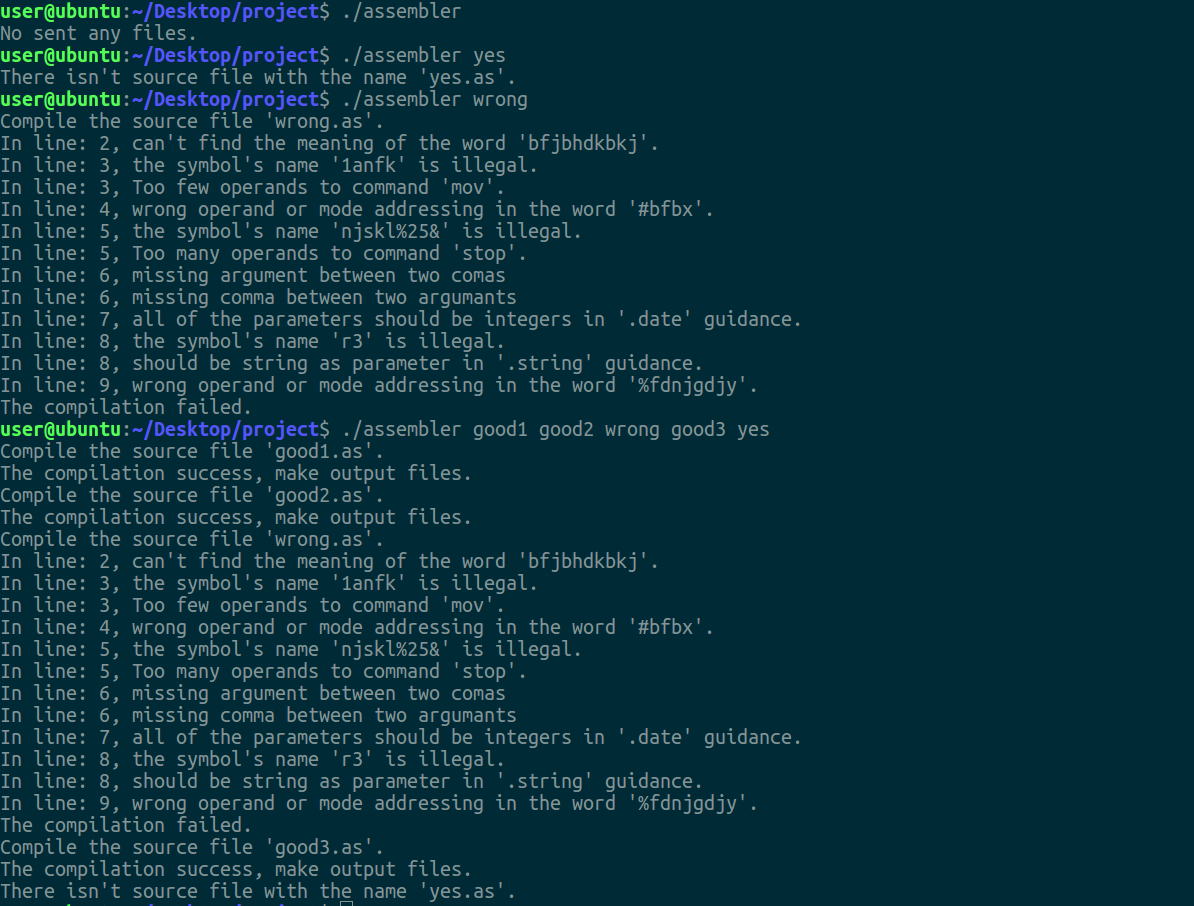 user@ubuntu:~/Desktop/project$ ./assembler
No sent any files.
user@ubuntu:~/Desktop/project$ ./assembler yes
There isn't source file with the name 'yes.as'.
user@ubuntu:~/Desktop/project$ ./assembler wrong
Compile the source file 'wrong.as'.
In line: 2, can't find the meaning of the word 'bfjbhdkbkj'.
In line: 3, the symbol's name '1anfk' is illegal.
In line: 3, Too few operands to command 'mov'.
In line: 4, wrong operand or mode addressing in the word '#bfbx'.
In line: 5, the symbol's name 'njskl%25&' is illegal.
In line: 5, Too many operands to command 'stop'.
In line: 6, missing argument between two comas
In line: 6, missing comma between two argumants
In line: 7, all of the parameters should be integers in '.date' guidance.
In line: 8, the symbol's name 'r3' is illegal.
In line: 8, should be string as parameter in '.string' guidance.
In line: 9, wrong operand or mode addressing in the word '%fdnjgdjy'.
The compilation failed.
user@ubuntu:~/Desktop/project$ ./assembler good1 good2 wrong good3 yes
Compile the source file 'good1.as'.
The compilation success, make output files.
Compile the source file 'good2.as'.
The compilation success, make output files.
Compile the source file 'wrong.as'.
In line: 2, can't find the meaning of the word 'bfjbhdkbkj'.
In line: 3, the symbol's name '1anfk' is illegal.
In line: 3, Too few operands to command 'mov'.
In line: 4, wrong operand or mode addressing in the word '#bfbx'.
In line: 5, the symbol's name 'njskl%25&' is illegal.
In line: 5, Too many operands to command 'stop'.
In line: 6, missing argument between two comas
In line: 6, missing comma between two argumants
In line: 7, all of the parameters should be integers in '.date' guidance.
In line: 8, the symbol's name 'r3' is illegal.
In line: 8, should be string as parameter in '.string' guidance.
In line: 9, wrong operand or mode addressing in the word '%fdnjgdjy'.
The compilation failed.
Compile the source file 'good3.as'.
The compilation success, make output files.
There isn't source file with the name 'yes.as'.